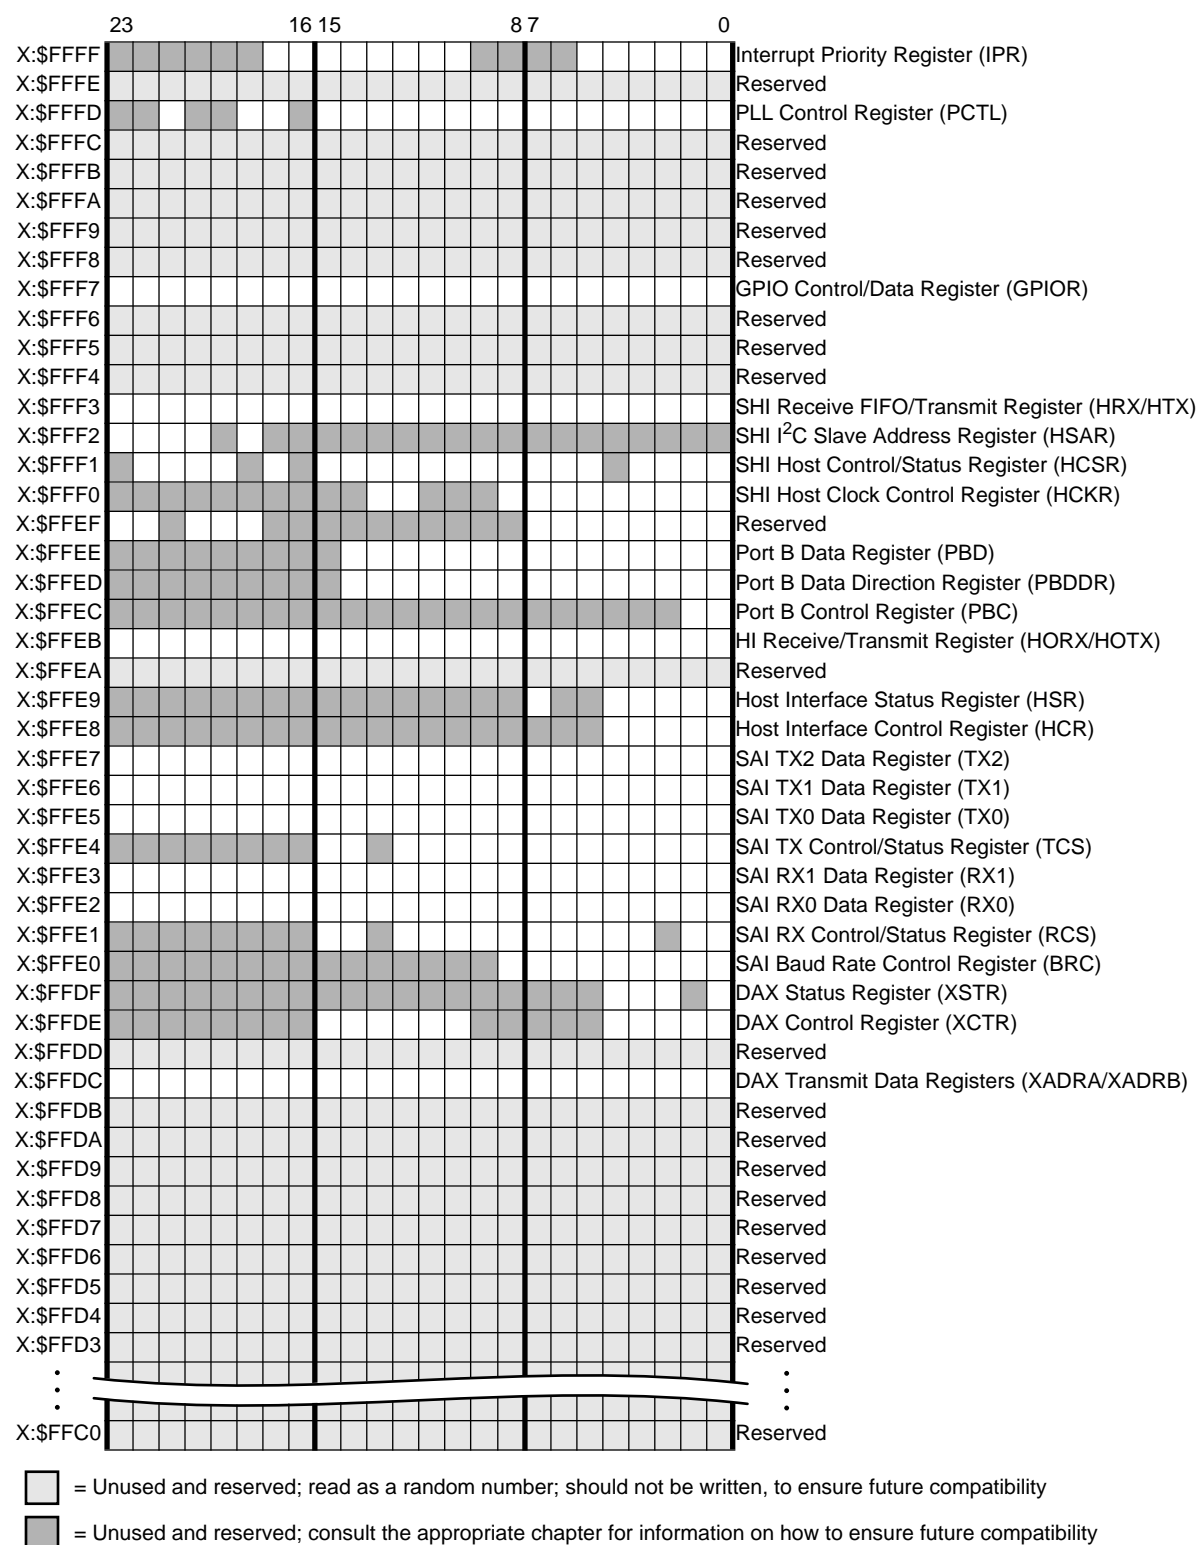 23 16 15 8 7 0
X:$FFFF Interrupt Priority Register (IPR)
X:$FFFE Reserved
X:$FFFD PLL Control Register (PCTL)
X:$FFFC Reserved
X:$FFFB Reserved
X:$FFFA Reserved
X:$FFF9 Reserved
X:$FFF8 Reserved
X:$FFF7 GPIO Control/Data Register (GPIOR)
X:$FFF6 Reserved
X:$FFF5 Reserved
X:$FFF4 Reserved
X:$FFF3 SHI Receive FIFO/Transmit Register (HRX/HTX)
X:$FFF2 SHI I²C Slave Address Register (HSAR)
X:$FFF1 SHI Host Control/Status Register (HCSR)
X:$FFF0 SHI Host Clock Control Register (HCKR)
X:$FFEF Reserved
X:$FFEE Port B Data Register (PBD)
X:$FFED Port B Data Direction Register (PBDDR)
X:$FFEC Port B Control Register (PBC)
X:$FFEB HI Receive/Transmit Register (HORX/HOTX)
X:$FFEA Reserved
X:$FFE9 Host Interface Status Register (HSR)
X:$FFE8 Host Interface Control Register (HCR)
X:$FFE7 SAI TX2 Data Register (TX2)
X:$FFE6 SAI TX1 Data Register (TX1)
X:$FFE5 SAI TX0 Data Register (TX0)
X:$FFE4 SAI TX Control/Status Register (TCS)
X:$FFE3 SAI RX1 Data Register (RX1)
X:$FFE2 SAI RX0 Data Register (RX0)
X:$FFE1 SAI RX Control/Status Register (RCS)
X:$FFE0 SAI Baud Rate Control Register (BRC)
X:$FFDF DAX Status Register (XSTR)
X:$FFDE DAX Control Register (XCTR)
X:$FFDD Reserved
X:$FFDC DAX Transmit Data Registers (XADRA/XADRB)
X:$FFDB Reserved
X:$FFDA Reserved
X:$FFD9 Reserved
X:$FFD8 Reserved
X:$FFD7 Reserved
X:$FFD6 Reserved
X:$FFD5 Reserved
X:$FFD4 Reserved
X:$FFD3 Reserved
X:$FFC0 Reserved
= Unused and reserved; read as a random number; should not be written, to ensure future compatibility
= Unused and reserved; consult the appropriate chapter for information on how to ensure future compatibility